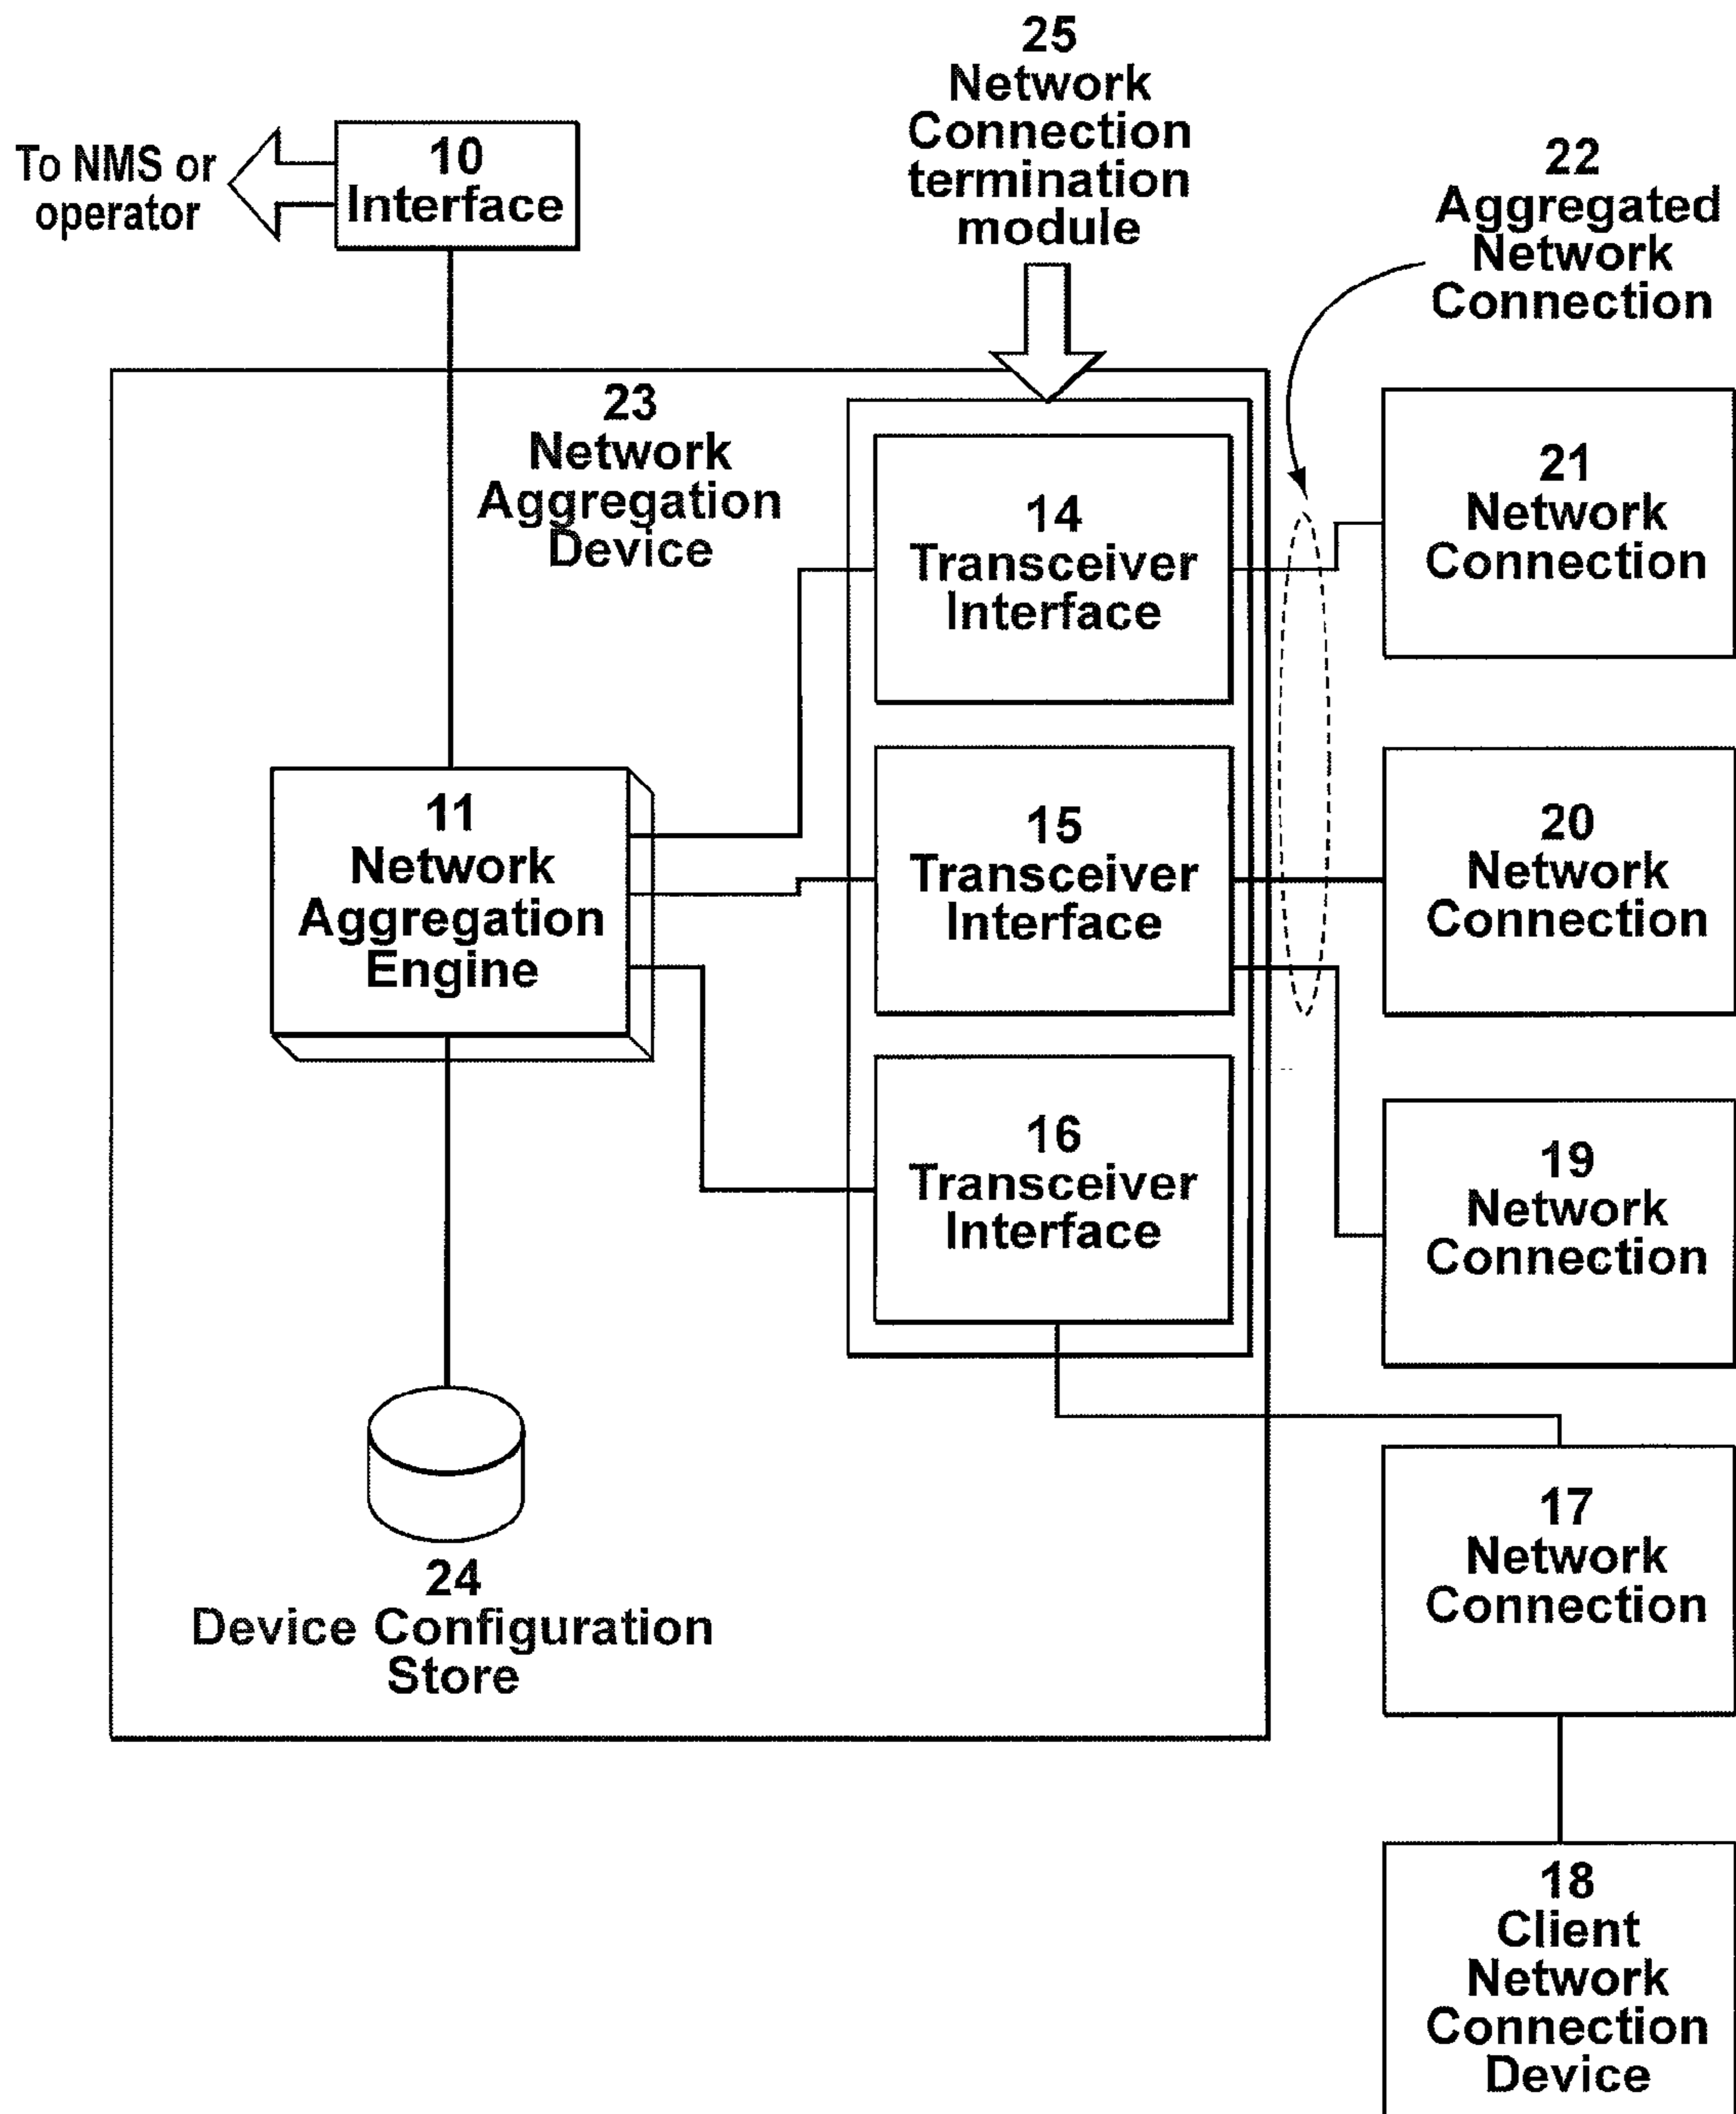 25
Network
Connection
termination
module
To NMS or
operator
10
Interface
22
Aggregated
Network
Connection
23
Network
Aggregation
Device
14
Transceiver
Interface
21
Network
Connection
11
Network
Aggregation
Engine
15
Transceiver
Interface
20
Network
Connection
16
Transceiver
Interface
19
Network
Connection
24
Device Configuration
Store
17
Network
Connection
18
Client
Network
Connection
Device